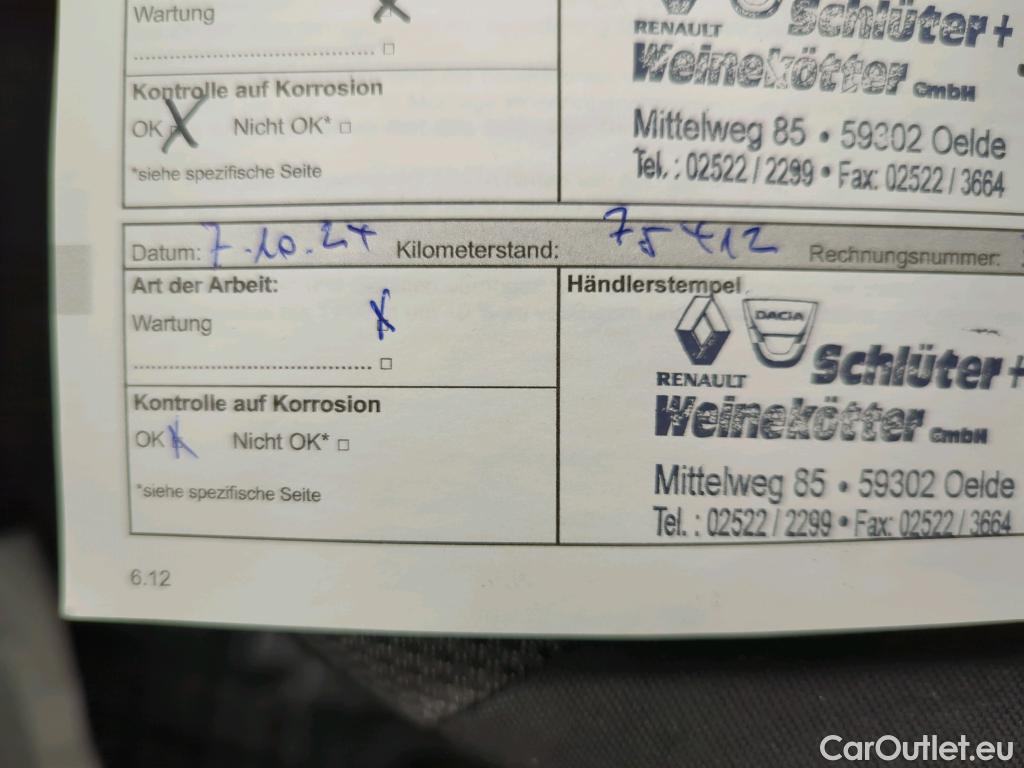 Wartung
RENAULT
Schlüter+
Weinekötter GmbH
Kontrolle auf Korrosion
OK Nicht OK*
*siehe spezifische Seite
Mittelweg 85 • 59302 Oelde
Tel.: 02522 / 2299 • Fax: 02522 / 3664
Datum: 7.10.24 Kilometerstand: 75412 Rechnungsnummer:
Art der Arbeit:
Wartung
Kontrolle auf Korrosion
OK Nicht OK*
*siehe spezifische Seite
Händlerstempel
DACIA
RENAULT
Schlüter+
Weinekötter GmbH
Mittelweg 85 • 59302 Oelde
Tel.: 02522 / 2299 • Fax: 02522 / 3664
6.12
CarOutlet.eu